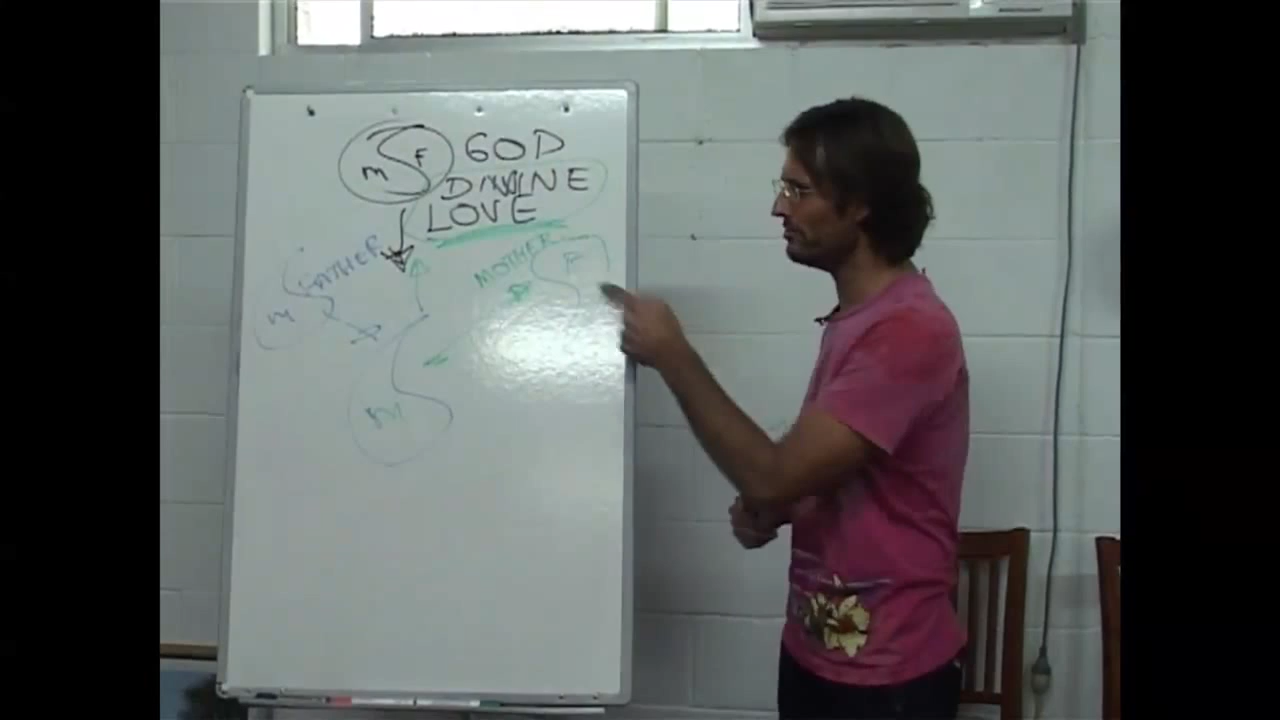 m F GOD
DIVINE
LOVE
FATHER
MOTHER
F
m
M